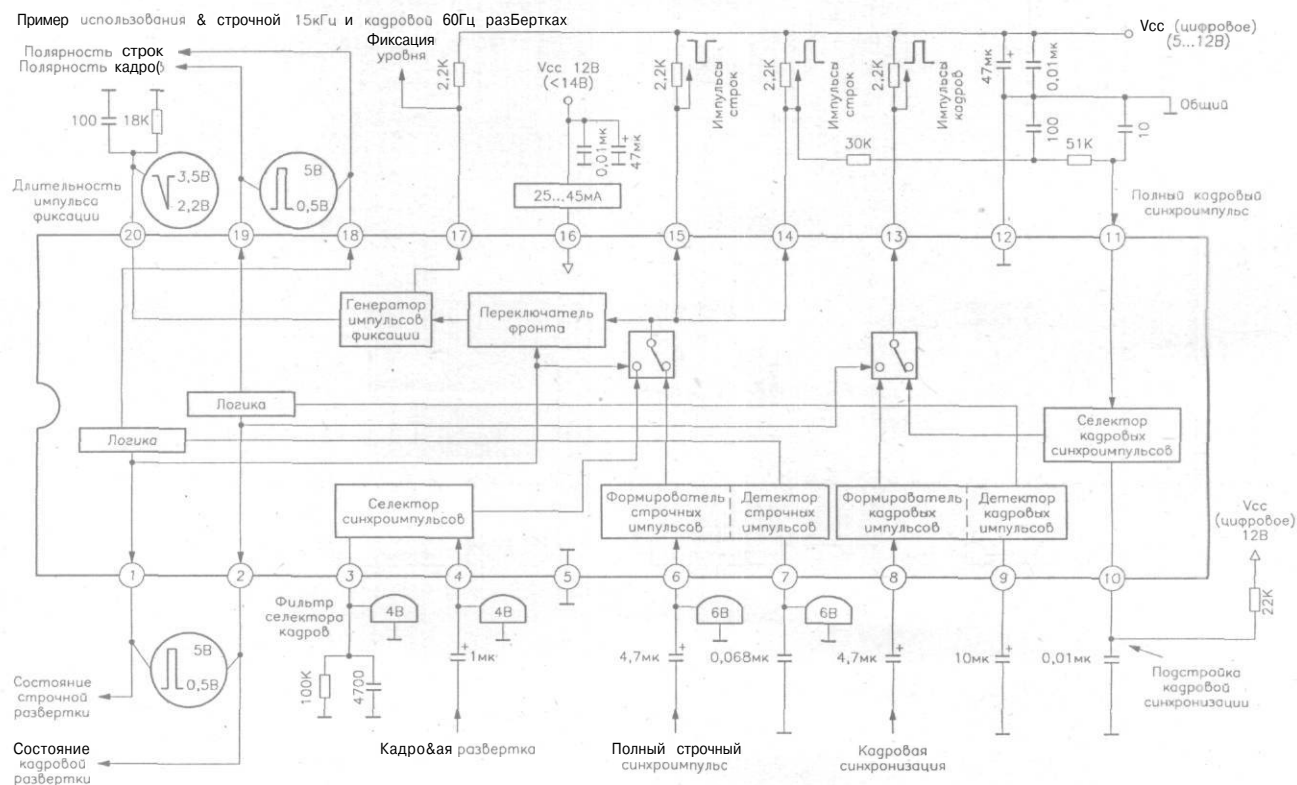 Пример использования & строчной 15кГц и кадровой 60Гц разБертках
Полярность строк
Полярность кадро(
Фиксация
уровня
Vcc 12В
(<14В)
2,2К
2,2К
Импульсы
строк
2,2К
Импульсы
строк
2,2К
Импульсы
кадров
47мк
+
0,01мк
Vcc (цифровое)
(5...12В)
Общий
100
18К
0,01мк
+
47мк
100
10
30К
51К
Длительность
импульса
фиксации
3,5В
2,2В
5В
0,5В
25...45мА
Полный кадровый
синхроимпульс
20
19
18
17
16
15
14
13
12
11
Генератор
импульсов
фиксации
Переключатель
фронта
Логика
Логика
Селектор
кадровых
синхроимпульсов
Селектор
синхроимпульсов
Формирователь
строчных
импульсов
Детектор
строчных
импульсов
Формирователь
кадровых
импульсов
Детектор
кадровых
импульсов
Vcc
(цифровое)
12В
1
2
3
4
5
6
7
8
9
10
22К
Фильтр
селектора
кадров
4В
4В
6В
6В
5В
0,5В
100К
4700
+
1мк
4,7мк
+
0,068мк
4,7мк
+
10мк
+
0,01мк
Подстройка
кадровой
синхронизации
Состояние
строчной
развертки
Состояние
кадровой
развертки
Кадро&ая развертка
Полный строчный
синхроимпульс
Кадровая
синхронизация